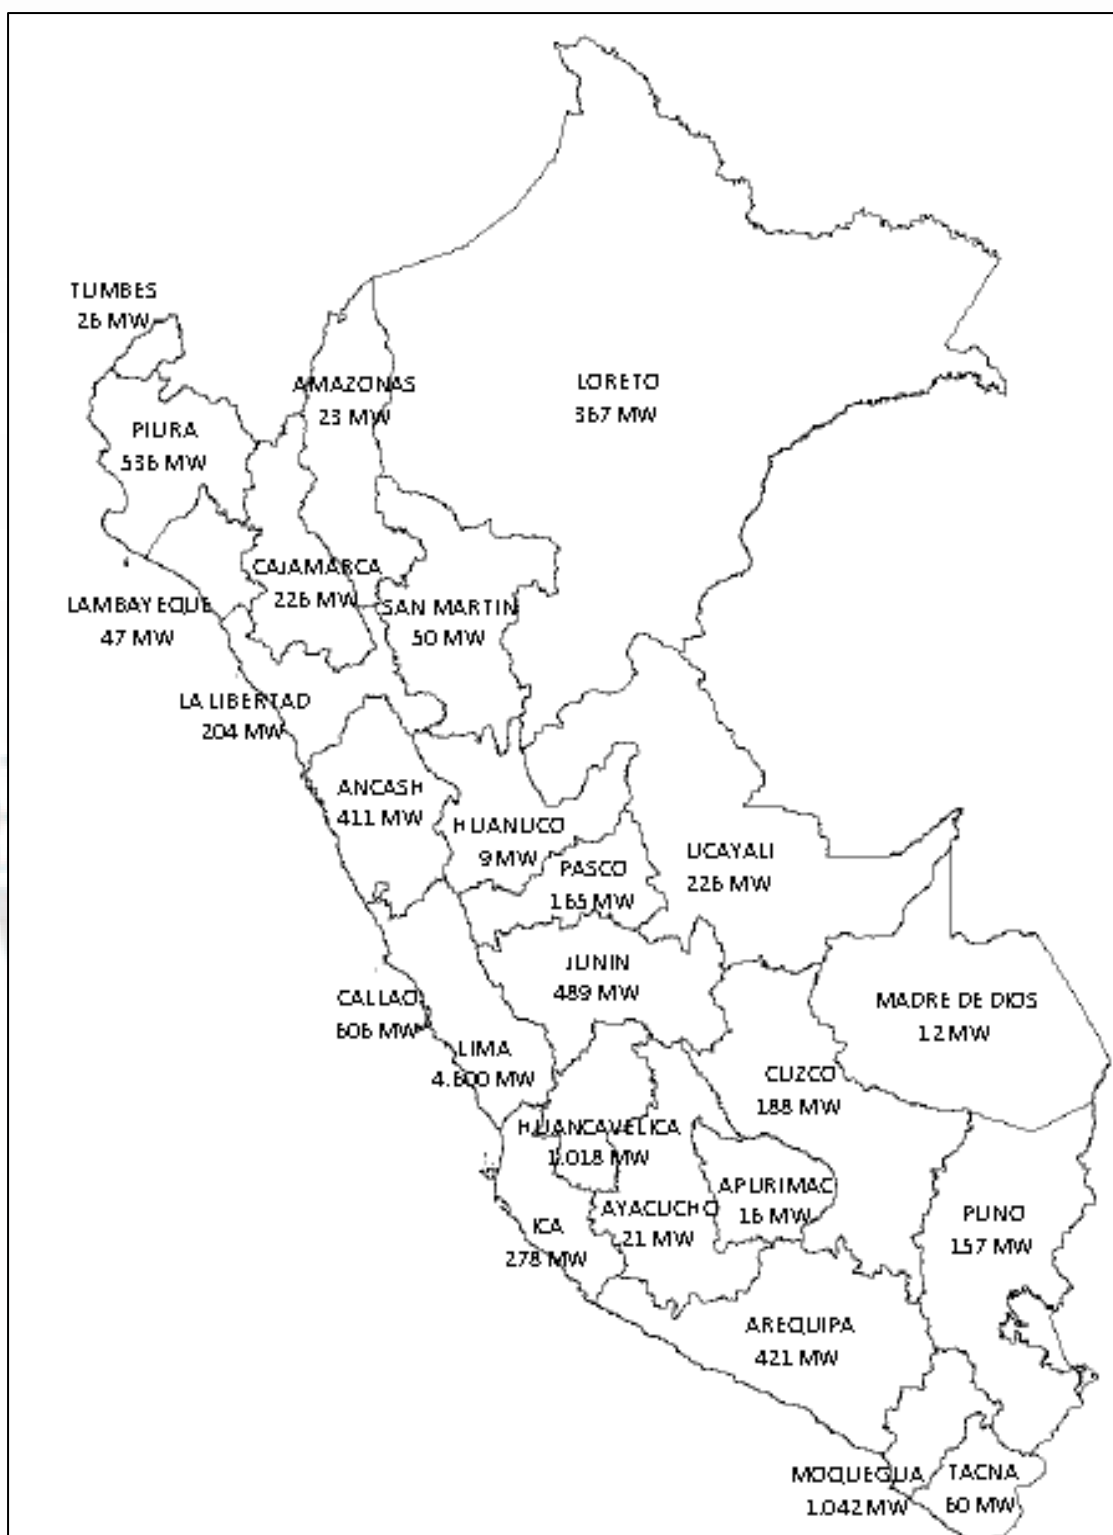 TUMBES
26 MW
AMAZONAS
23 MW
LORETO
367 MW
PIURA
536 MW
CAJAMARCA
226 MW
LAMBAYEQUE
47 MW
SAN MARTIN
50 MW
LA LIBERTAD
204 MW
ANCASH
411 MW
HUANUCO
9 MW
PASCO
165 MW
UCAYALI
226 MW
JUNIN
489 MW
CALLAO
606 MW
LIMA
4.600 MW
MADRE DE DIOS
12 MW
CUZCO
188 MW
HUANCAVELICA
1.018 MW
APURIMAC
16 MW
AYACUCHO
21 MW
ICA
278 MW
PUNO
157 MW
AREQUIPA
421 MW
MOQUEGUA
1.042 MW
TACNA
60 MW